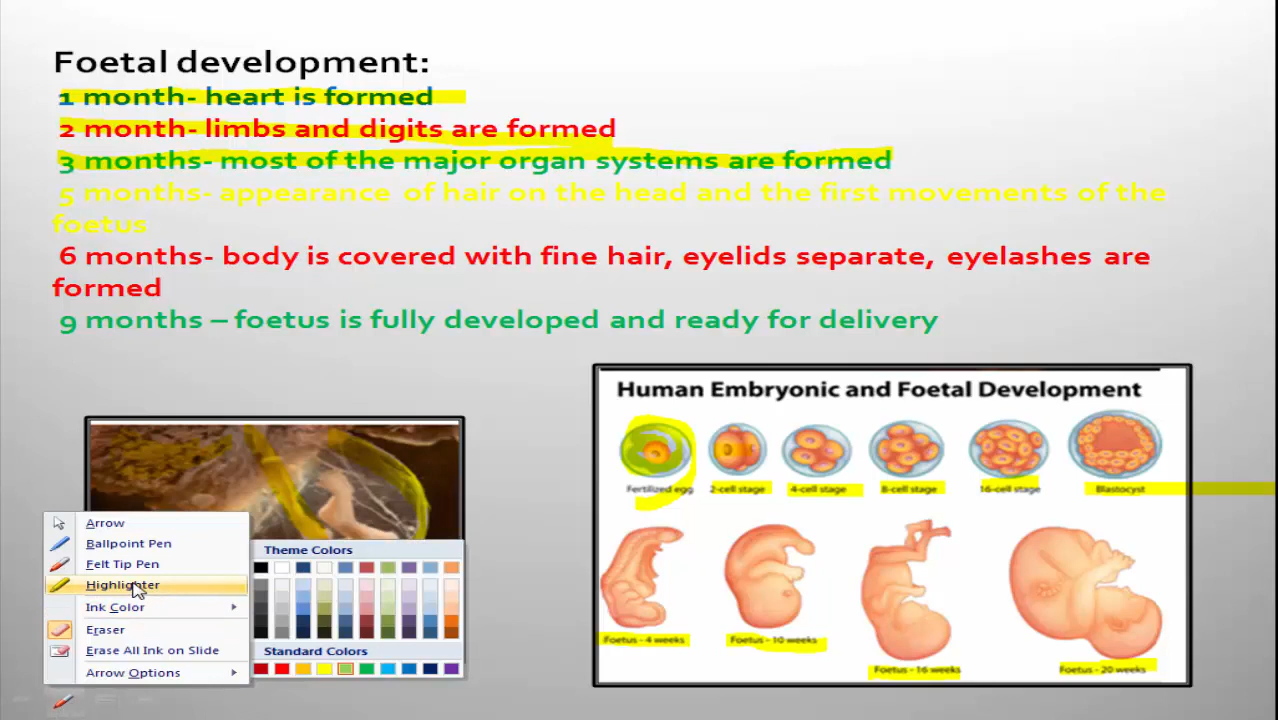 Foetal development:
1 month- heart is formed
2 month- limbs and digits are formed
3 months- most of the major organ systems are formed
5 months- appearance of hair on the head and the first movements of the
foetus
6 months- body is covered with fine hair, eyelids separate, eyelashes are
formed
9 months – foetus is fully developed and ready for delivery
Human Embryonic and Foetal Development
Fertilized egg 2-cell stage 4-cell stage 8-cell stage 16-cell stage Blastocyst
Foetus - 4 weeks Foetus - 10 weeks Foetus - 16 weeks Foetus - 20 weeks
Arrow
Ballpoint Pen
Felt Tip Pen
Highlighter
Ink Color
Eraser
Erase All Ink on Slide
Arrow Options
Theme Colors
Standard Colors